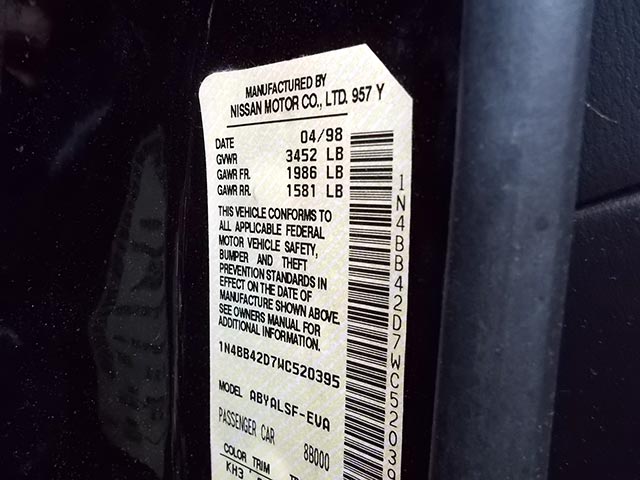 MANUFACTURED BY
NISSAN MOTOR CO., LTD. 957 Y
DATE 04/98
GVWR 3452 LB
GAWR FR. 1986 LB
GAWR RR. 1581 LB
THIS VEHICLE CONFORMS TO
ALL APPLICABLE FEDERAL
MOTOR VEHICLE SAFETY,
BUMPER AND THEFT
PREVENTION STANDARDS IN
EFFECT ON THE DATE OF
MANUFACTURE SHOWN ABOVE.
SEE OWNERS MANUAL FOR
ADDITIONAL INFORMATION.
1N4BB42D7WC520395
MODEL ABYALSF-EVA
PASSENGER CAR 8B000
COLOR TRIM
KH3
1N4BB42D7WC52039